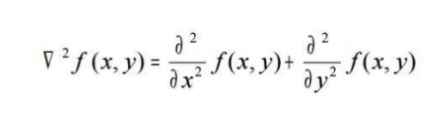 ∇ ²f(x, y) = ∂²/∂x² f(x, y)+ ∂²/∂y² f(x, y)